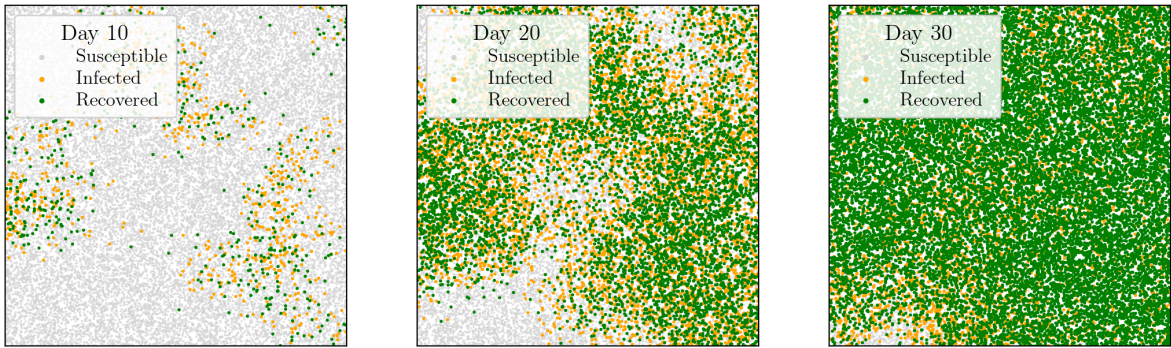 Day 10
Susceptible
Infected
Recovered
Day 20
Susceptible
Infected
Recovered
Day 30
Susceptible
Infected
Recovered